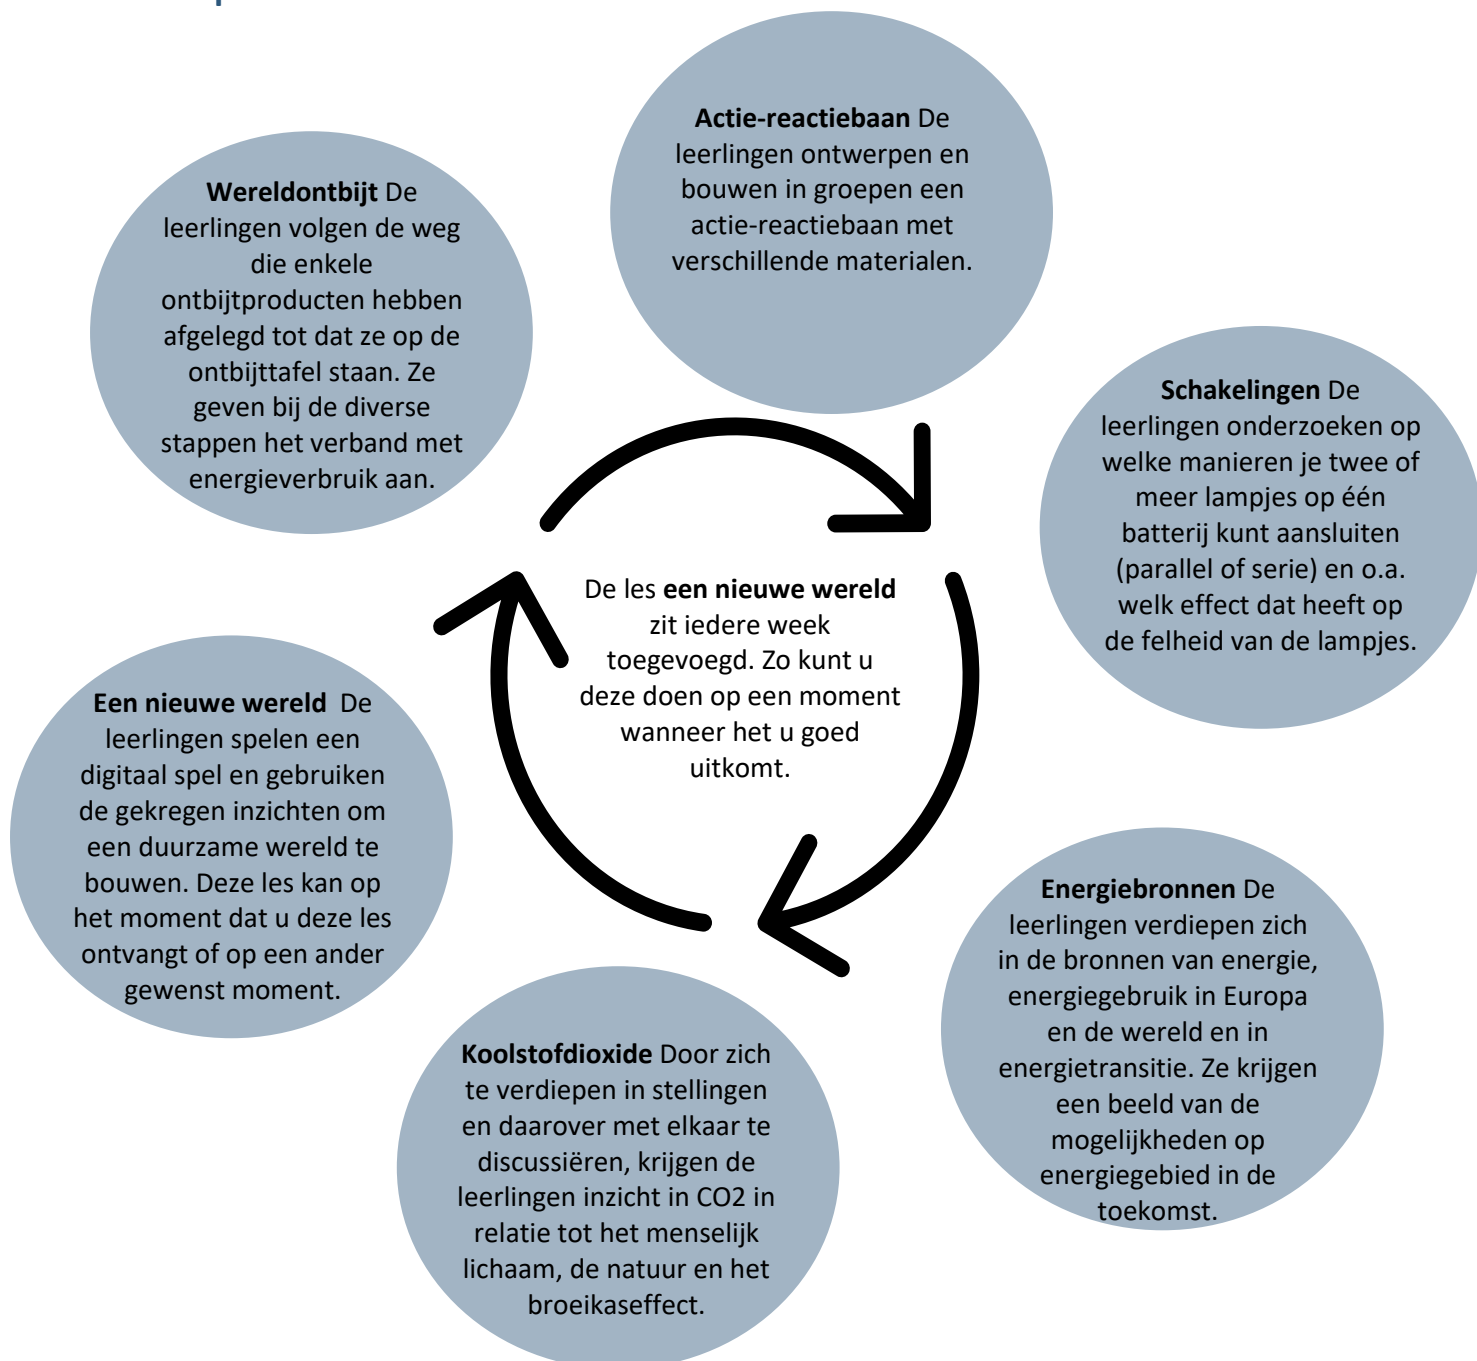 Actie-reactiebaan De
leerlingen ontwerpen en
bouwen in groepen een
actie-reactiebaan met
verschillende materialen.
Wereldontbijt De
leerlingen volgen de weg
die enkele
ontbijtproducten hebben
afgelegd tot dat ze op de
ontbijttafel staan. Ze
geven bij de diverse
stappen het verband met
energieverbruik aan.
Schakelingen De
leerlingen onderzoeken op
welke manieren je twee of
meer lampjes op één
batterij kunt aansluiten
(parallel of serie) en o.a.
welk effect dat heeft op
de felheid van de lampjes.
De les een nieuwe wereld
zit iedere week
toegevoegd. Zo kunt u
deze doen op een moment
wanneer het u goed
uitkomt.
Een nieuwe wereld  De
leerlingen spelen een
digitaal spel en gebruiken
de gekregen inzichten om
een duurzame wereld te
bouwen. Deze les kan op
het moment dat u deze les
ontvangt of op een ander
gewenst moment.
Energiebronnen De
leerlingen verdiepen zich
in de bronnen van energie,
energiegebruik in Europa
en de wereld en in
energietransitie. Ze krijgen
een beeld van de
mogelijkheden op
energiegebied in de
toekomst.
Koolstofdioxide Door zich
te verdiepen in stellingen
en daarover met elkaar te
discussiëren, krijgen de
leerlingen inzicht in CO2 in
relatie tot het menselijk
lichaam, de natuur en het
broeikaseffect.